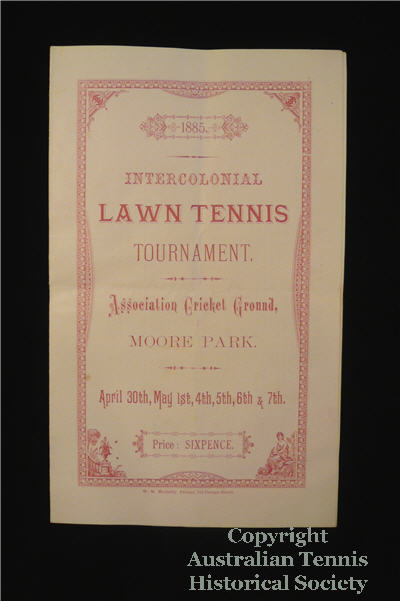 1885.
INTERCOLONIAL
LAWN TENNIS
TOURNAMENT.
Association Cricket Ground,
MOORE PARK.
April 30th, May 1st, 4th, 5th, 6th & 7th.
Price: SIXPENCE.
Copyright
Australian Tennis
Historical Society